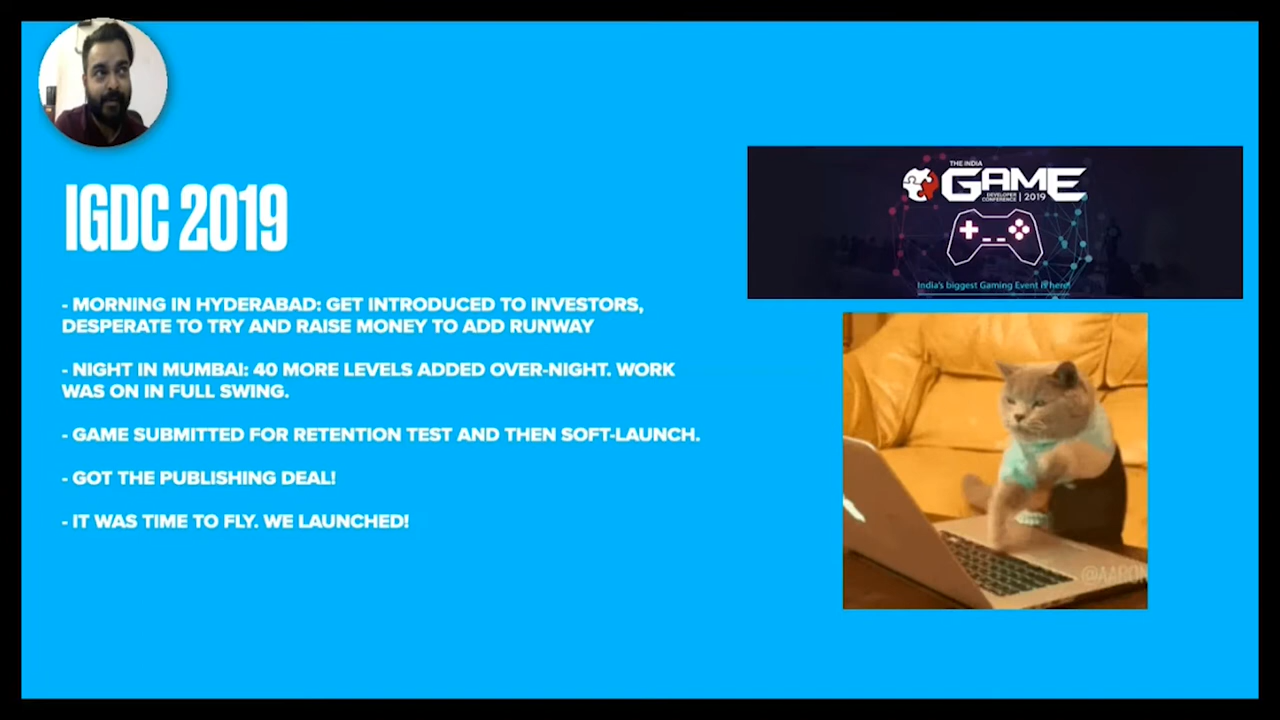 IGDC 2019
- MORNING IN HYDERABAD: GET INTRODUCED TO INVESTORS,
DESPERATE TO TRY AND RAISE MONEY TO ADD RUNWAY
- NIGHT IN MUMBAI: 40 MORE LEVELS ADDED OVER-NIGHT. WORK
WAS ON IN FULL SWING.
- GAME SUBMITTED FOR RETENTION TEST AND THEN SOFT-LAUNCH.
- GOT THE PUBLISHING DEAL!
- IT WAS TIME TO FLY. WE LAUNCHED!
THE INDIA
GAME
DEVELOPER
CONFERENCE | 2019
India's biggest Gaming Event is here!
@AARON